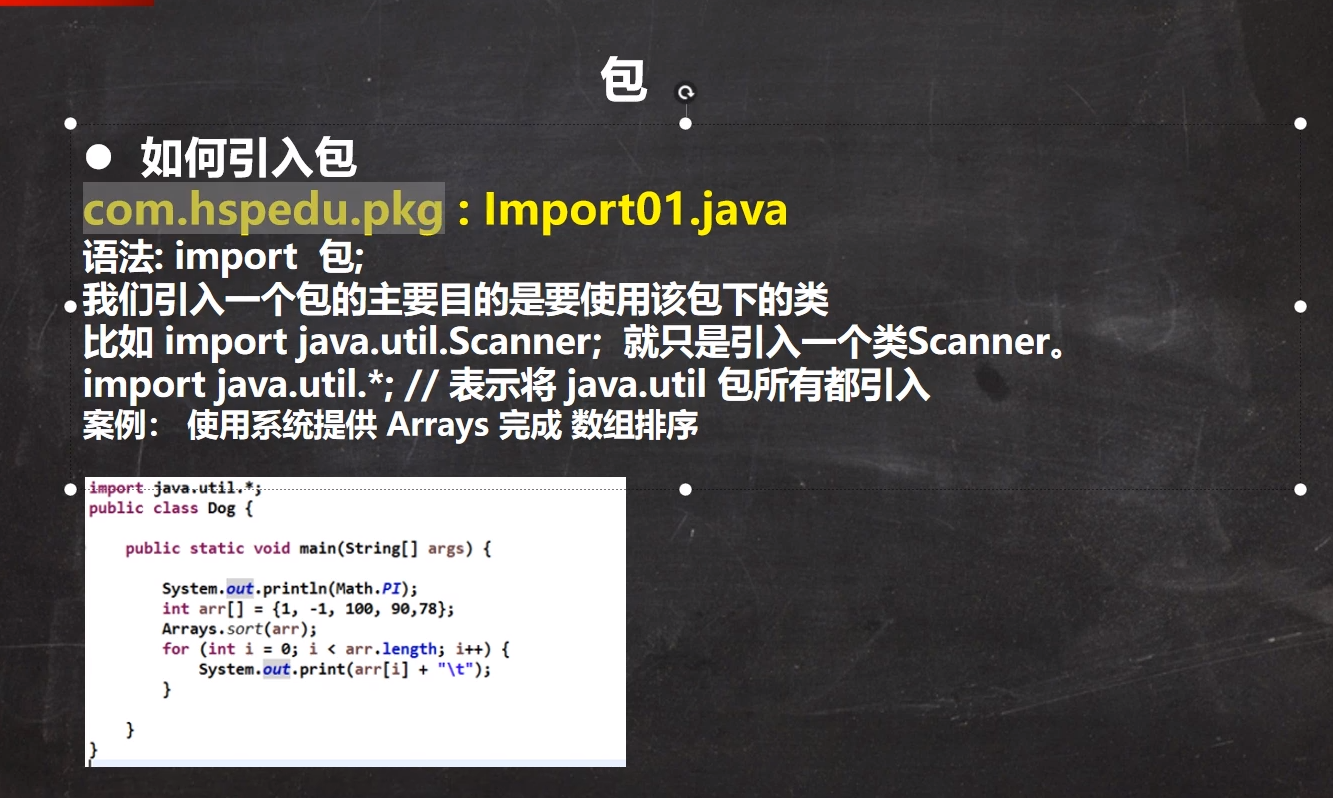 包
● 如何引入包
com.hspedu.pkg : Import01.java
语法: import  包;
我们引入一个包的主要目的是要使用该包下的类
比如 import java.util.Scanner;  就只是引入一个类Scanner。
import java.util.*; // 表示将 java.util 包所有都引入
案例： 使用系统提供 Arrays 完成 数组排序
import java.util.*;
public class Dog {
    public static void main(String[] args) {
        System.out.println(Math.PI);
        int arr[] = {1, -1, 100, 90,78};
        Arrays.sort(arr);
        for (int i = 0; i < arr.length; i++) {
            System.out.print(arr[i] + "\t");
        }
    }
}